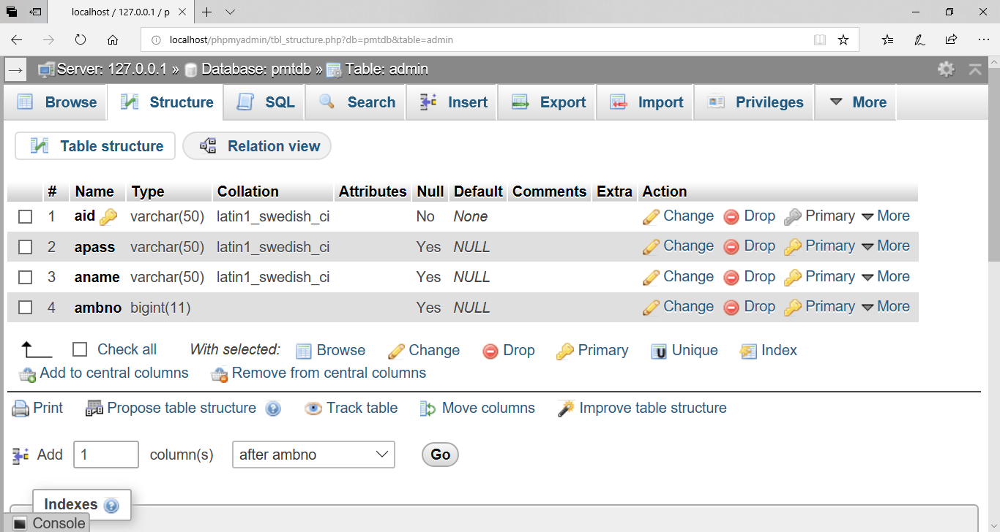 localhost / 127.0.0.1 / p
localhost/phpmyadmin/tbl_structure.php?db=pmtdb&table=admin
Server: 127.0.0.1 » Database: pmtdb » Table: admin
Browse Structure SQL Search Insert Export Import Privileges More
Table structure Relation view
# Name Type Collation Attributes Null Default Comments Extra Action
1 aid varchar(50) latin1_swedish_ci No None Change Drop Primary More
2 apass varchar(50) latin1_swedish_ci Yes NULL Change Drop Primary More
3 aname varchar(50) latin1_swedish_ci Yes NULL Change Drop Primary More
4 ambno bigint(11) Yes NULL Change Drop Primary More
Check all With selected: Browse Change Drop Primary Unique Index
Add to central columns Remove from central columns
Print Propose table structure Track table Move columns Improve table structure
Add 1 column(s) after ambno Go
Indexes
Console